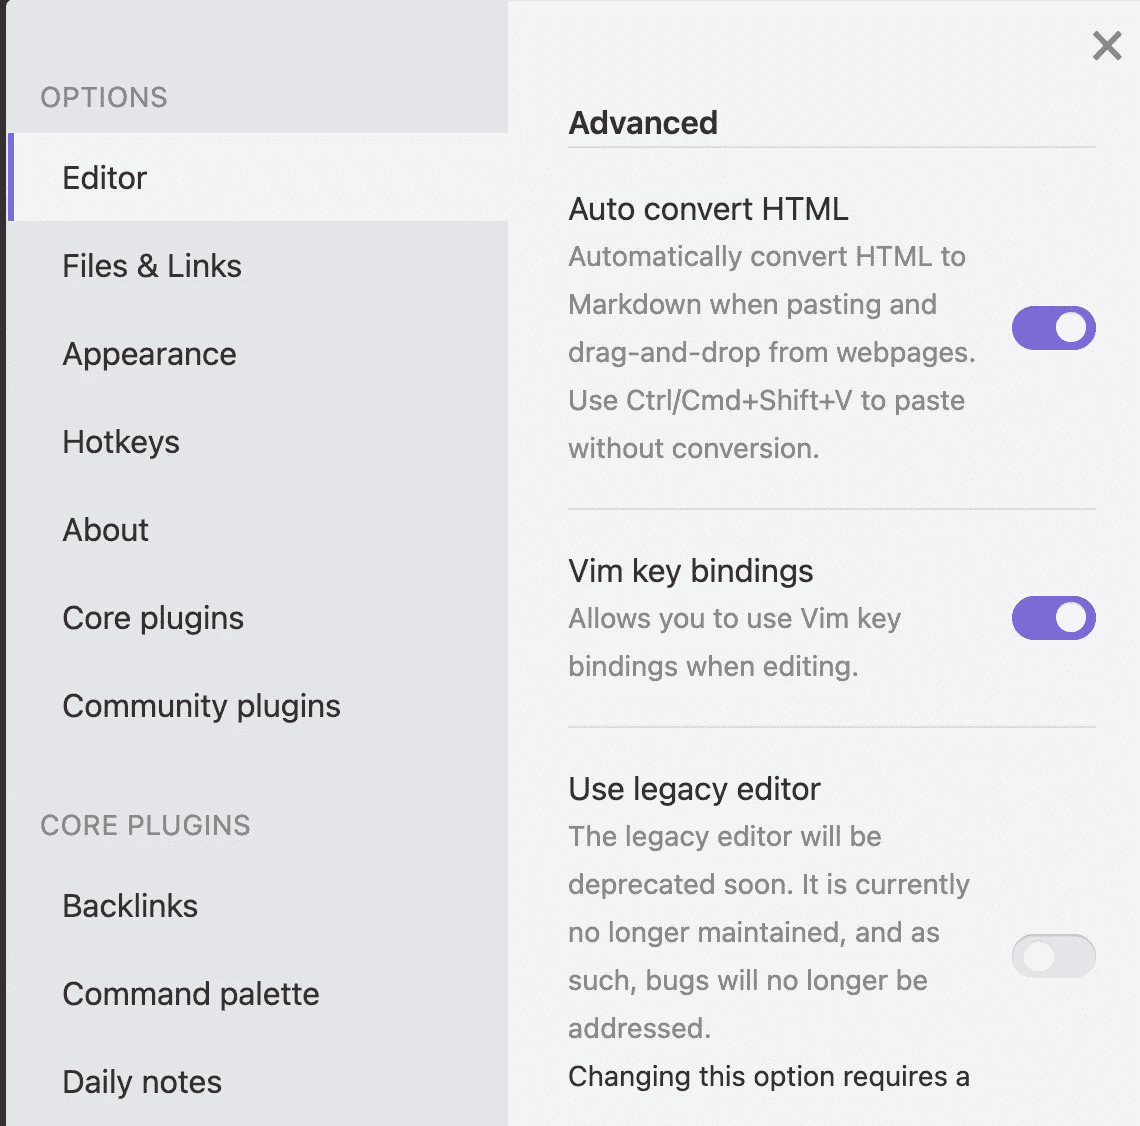 OPTIONS
Editor
Files & Links
Appearance
Hotkeys
About
Core plugins
Community plugins
CORE PLUGINS
Backlinks
Command palette
Daily notes
Advanced
Auto convert HTML
Automatically convert HTML to
Markdown when pasting and
drag-and-drop from webpages.
Use Ctrl/Cmd+Shift+V to paste
without conversion.
Vim key bindings
Allows you to use Vim key
bindings when editing.
Use legacy editor
The legacy editor will be
deprecated soon. It is currently
no longer maintained, and as
such, bugs will no longer be
addressed.
Changing this option requires a